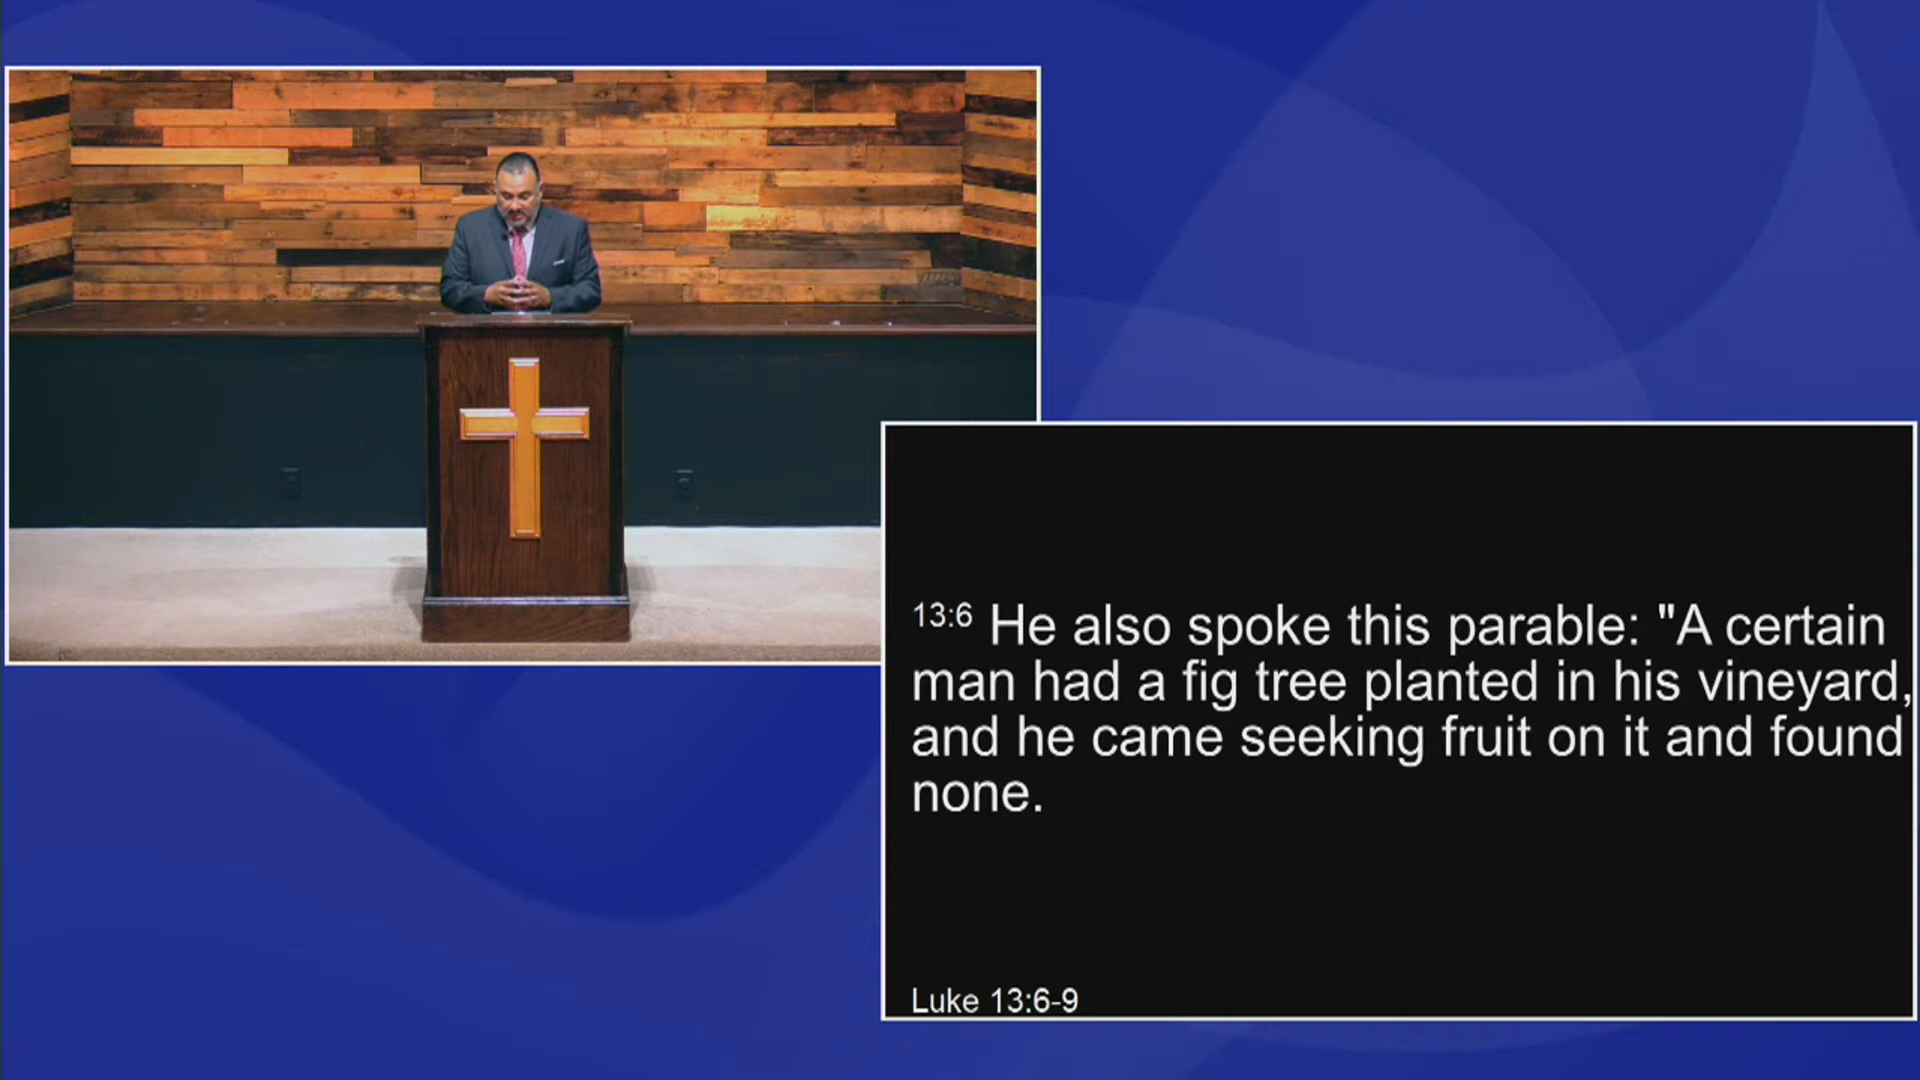 13:6 He also spoke this parable: "A certain
man had a fig tree planted in his vineyard,
and he came seeking fruit on it and found
none.
Luke 13:6-9